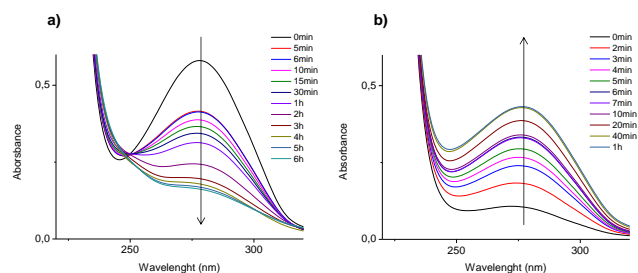 a)
0,5
0,0
Aborsbance
250
300
Wavelenght (nm)
0min
5min
6min
10min
15min
30min
1h
2h
3h
4h
5h
6h
b)
0,5
0,0
Absorbance
250
300
Wavelenght (nm)
0min
2min
3min
4min
5min
6min
7min
10min
20min
40min
1h